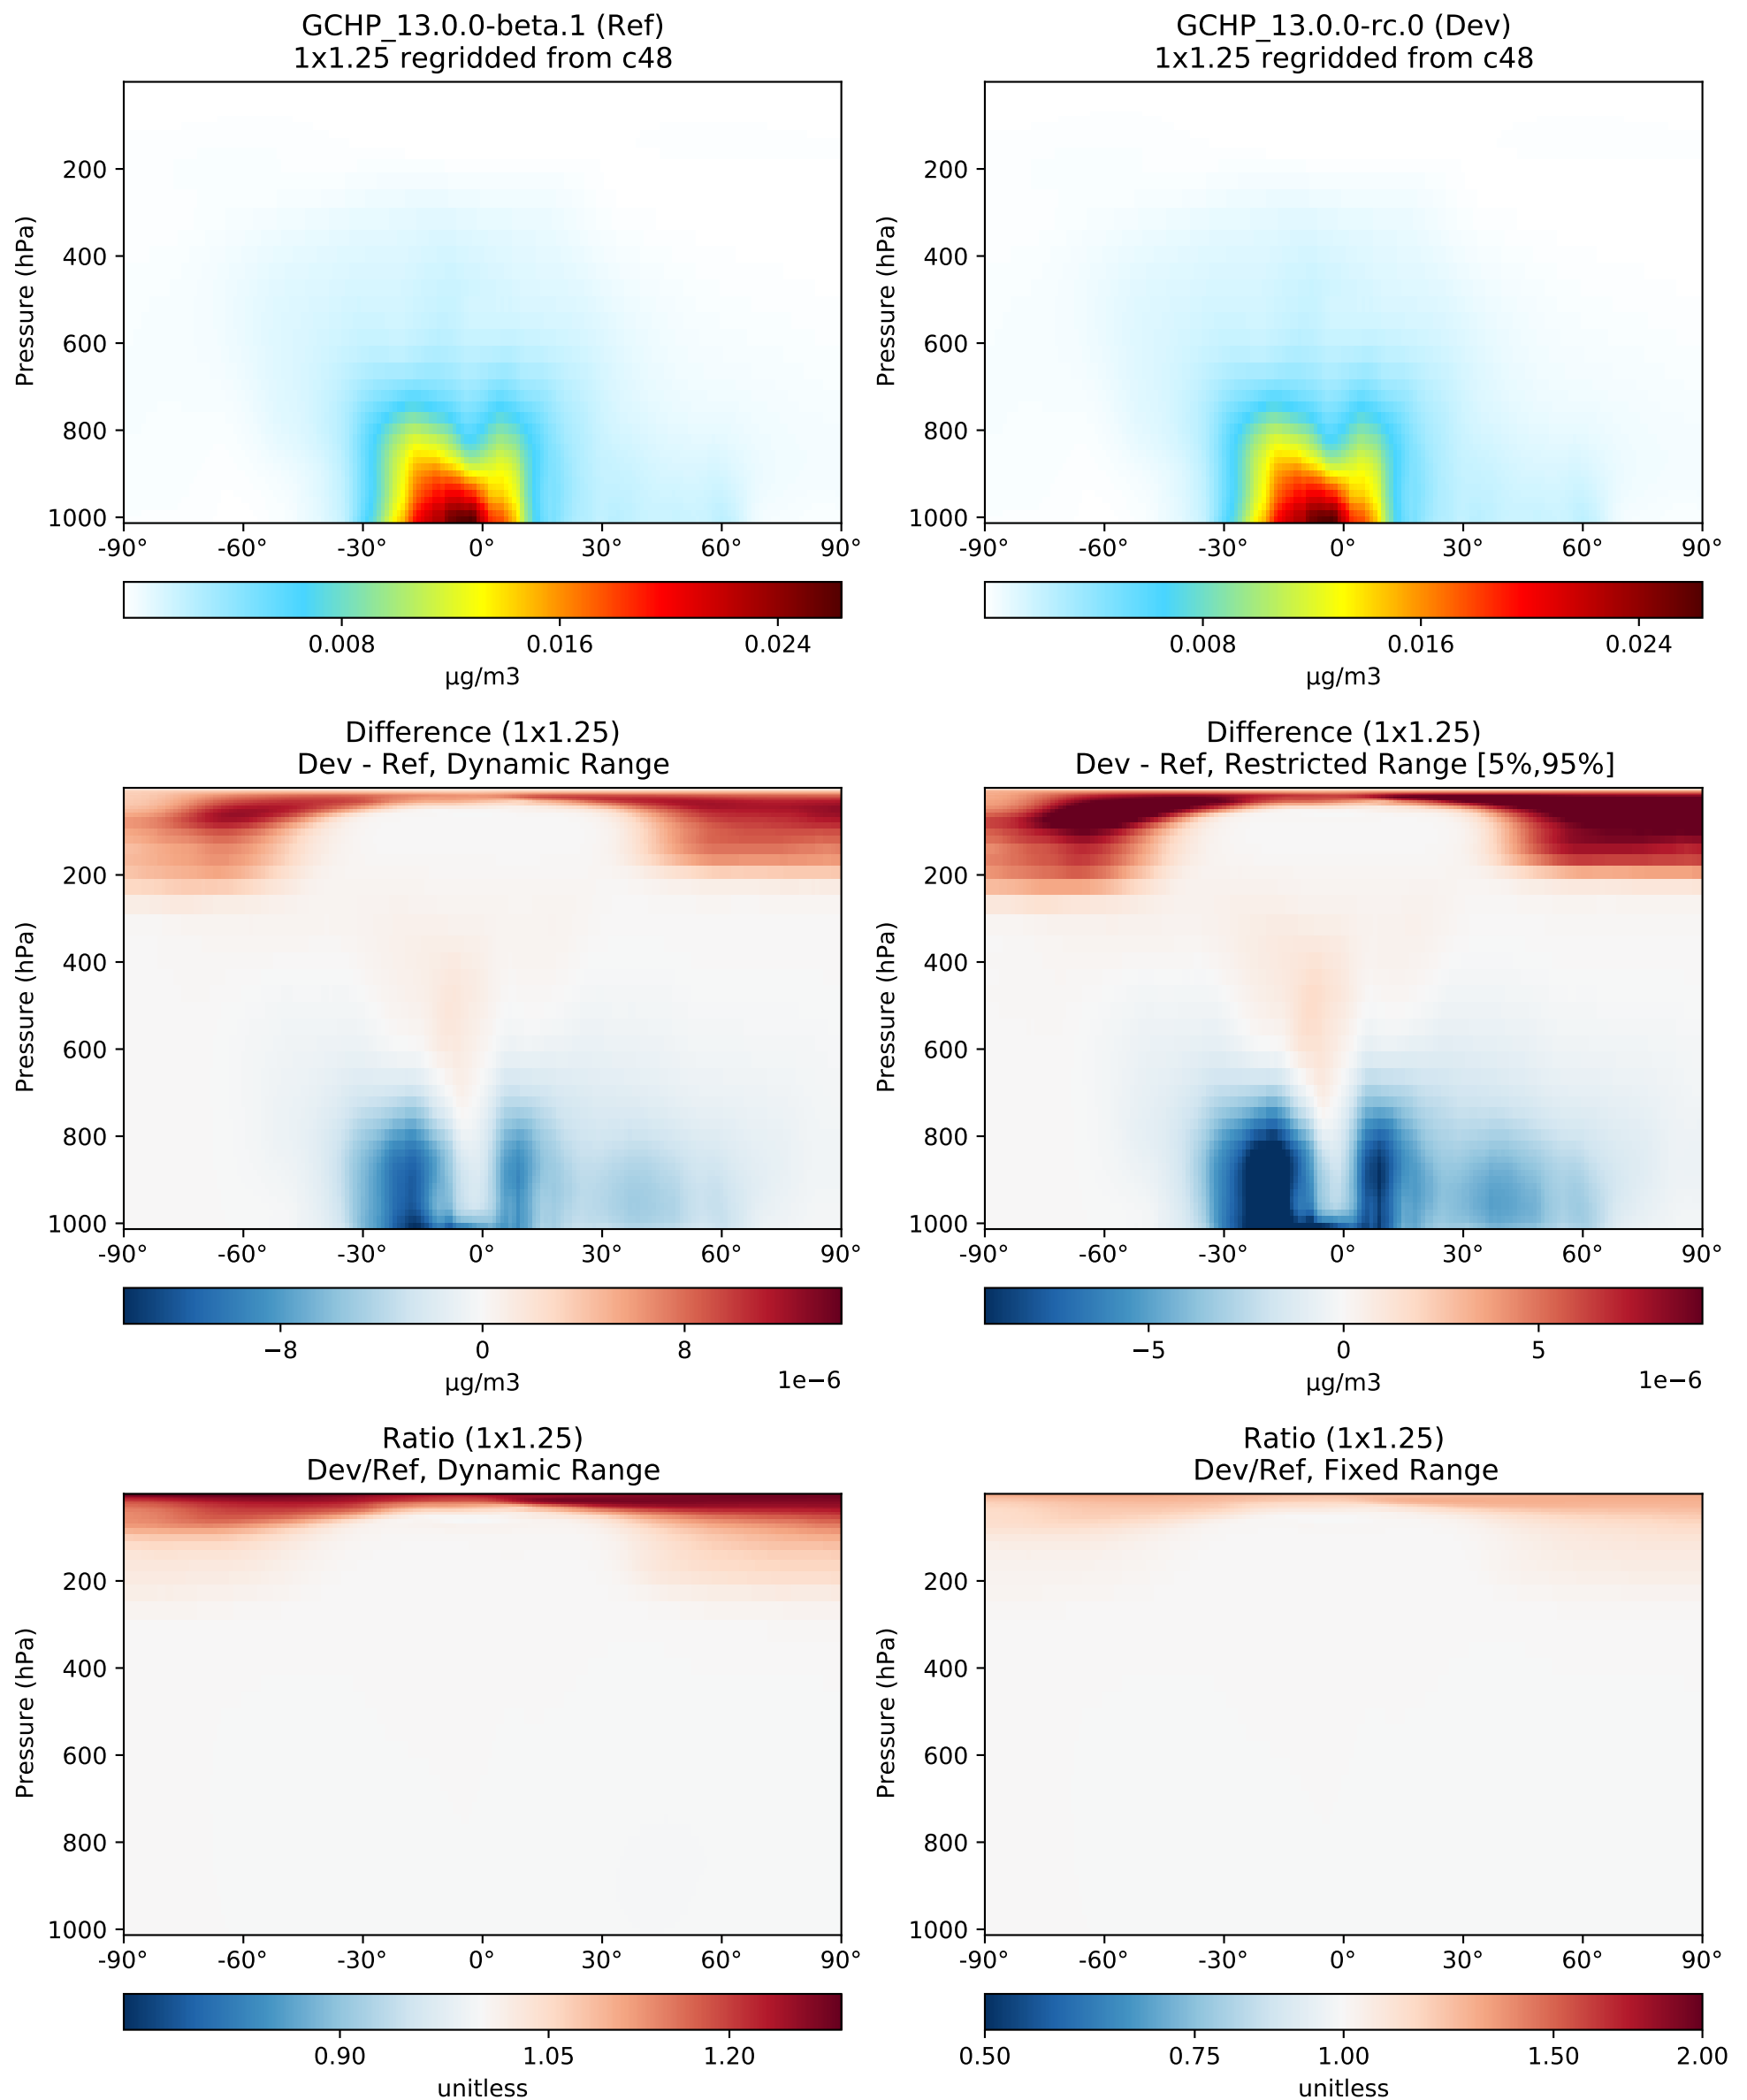 GCHP_13.0.0-beta.1 (Ref)
1x1.25 regridded from c48
GCHP_13.0.0-rc.0 (Dev)
1x1.25 regridded from c48
Pressure (hPa)
200
400
600
800
1000
-90° -60° -30° 0° 30° 60° 90°
0.008 0.016 0.024
µg/m3
Pressure (hPa)
200
400
600
800
1000
-90° -60° -30° 0° 30° 60° 90°
0.008 0.016 0.024
µg/m3
Difference (1x1.25)
Dev - Ref, Dynamic Range
Pressure (hPa)
200
400
600
800
1000
-90° -60° -30° 0° 30° 60° 90°
−8 0 8
µg/m3 1e−6
Difference (1x1.25)
Dev - Ref, Restricted Range [5%,95%]
Pressure (hPa)
200
400
600
800
1000
-90° -60° -30° 0° 30° 60° 90°
−5 0 5
µg/m3 1e−6
Ratio (1x1.25)
Dev/Ref, Dynamic Range
Pressure (hPa)
200
400
600
800
1000
-90° -60° -30° 0° 30° 60° 90°
0.90 1.05 1.20
unitless
Ratio (1x1.25)
Dev/Ref, Fixed Range
Pressure (hPa)
200
400
600
800
1000
-90° -60° -30° 0° 30° 60° 90°
0.50 0.75 1.00 1.50 2.00
unitless